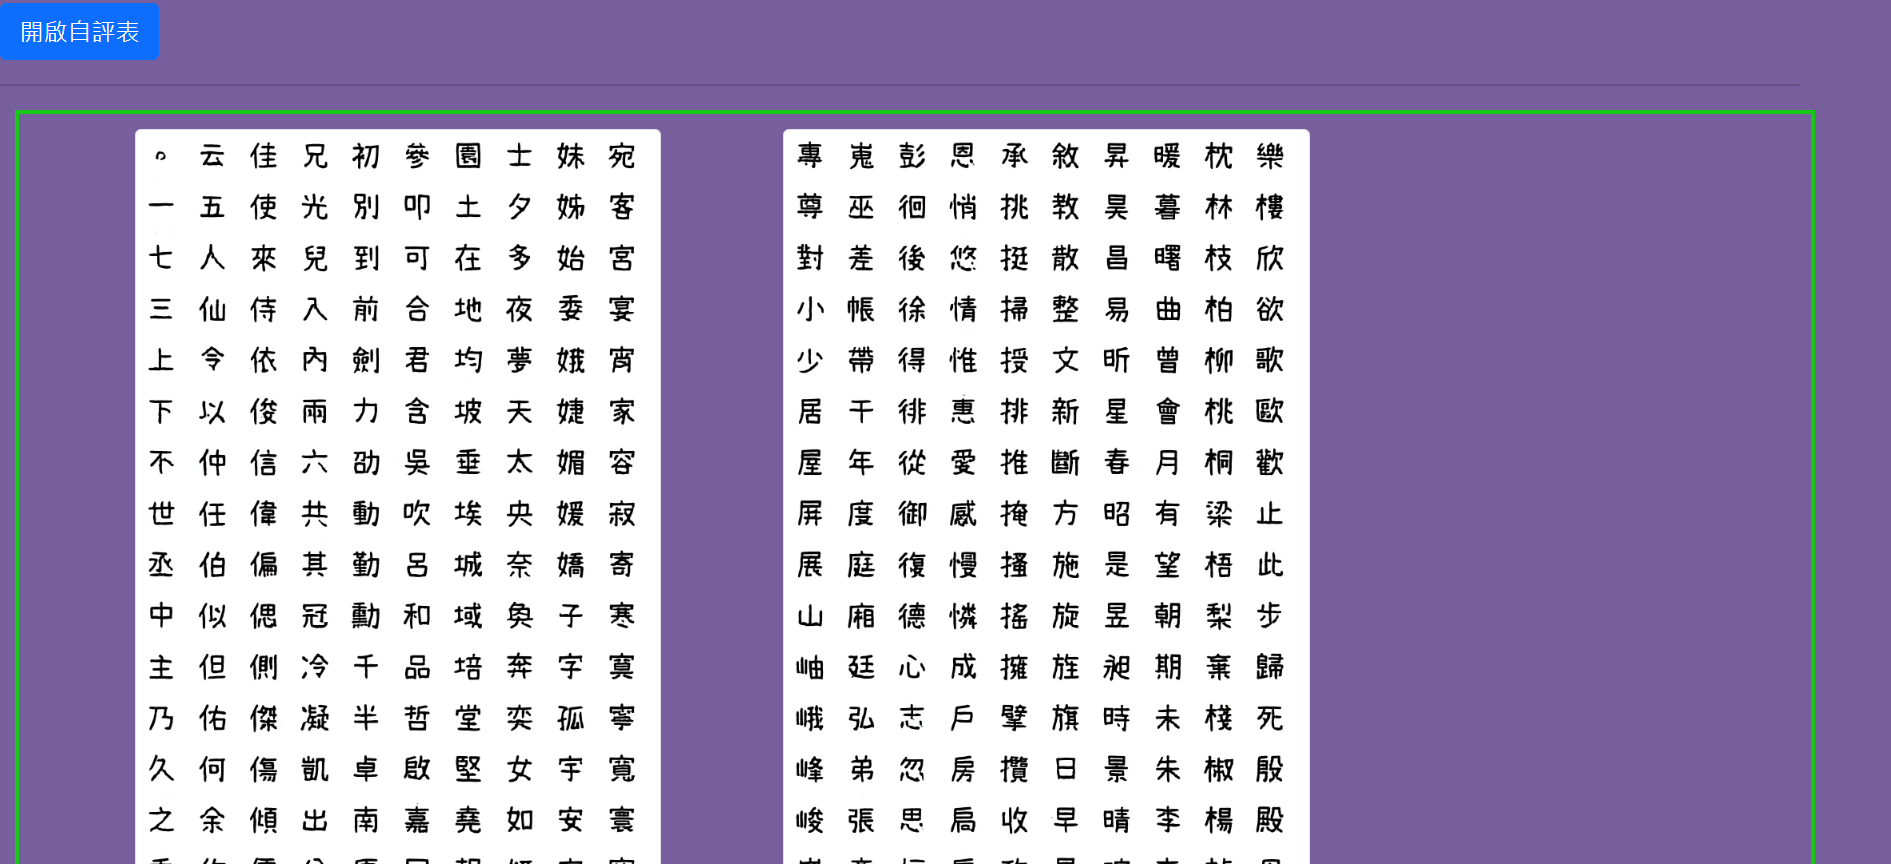 開啟自評表
。 云 佳 兄 初 參 園 士 妹 宛
一 五 使 光 別 叩 土 夕 姊 客
七 人 來 兒 到 可 在 多 始 宮
三 仙 侍 入 前 合 地 夜 委 宴
上 令 依 內 劍 君 均 夢 娥 宵
下 以 俊 兩 力 含 坡 天 婕 家
不 仲 信 六 劭 吳 垂 太 媚 容
世 任 偉 共 動 吹 埃 央 媛 寂
丞 伯 偏 其 勤 呂 城 奈 嬌 寄
中 似 偲 冠 勳 和 域 奐 子 寒
主 但 側 冷 千 品 培 奔 字 寞
乃 佑 傑 凝 半 哲 堂 奕 孤 寧
久 何 傷 凱 卓 啟 堅 女 宇 寬
之 余 傾 出 南 嘉 堯 如 安 寰
專 嵬 彭 恩 承 敘 昇 暖 枕 樂
尊 巫 徊 悄 挑 教 昊 暮 林 樓
對 差 後 悠 挺 散 昌 曙 枝 欣
小 帳 徐 情 掃 整 易 曲 柏 欲
少 帶 得 惟 授 文 昕 曾 柳 歌
居 干 徘 惠 排 新 星 會 桃 歐
屋 年 從 愛 推 斷 春 月 桐 歡
屏 度 御 感 掩 方 昭 有 梁 止
展 庭 復 慢 搔 施 是 望 梧 此
山 廂 德 憐 搖 旋 昱 朝 梨 步
岫 廷 心 成 擁 旌 昶 期 棄 歸
峨 弘 志 戶 擘 旗 時 未 棧 死
峰 弟 忽 房 攬 日 景 朱 椒 殷
峻 張 思 扃 收 早 晴 李 楊 殿